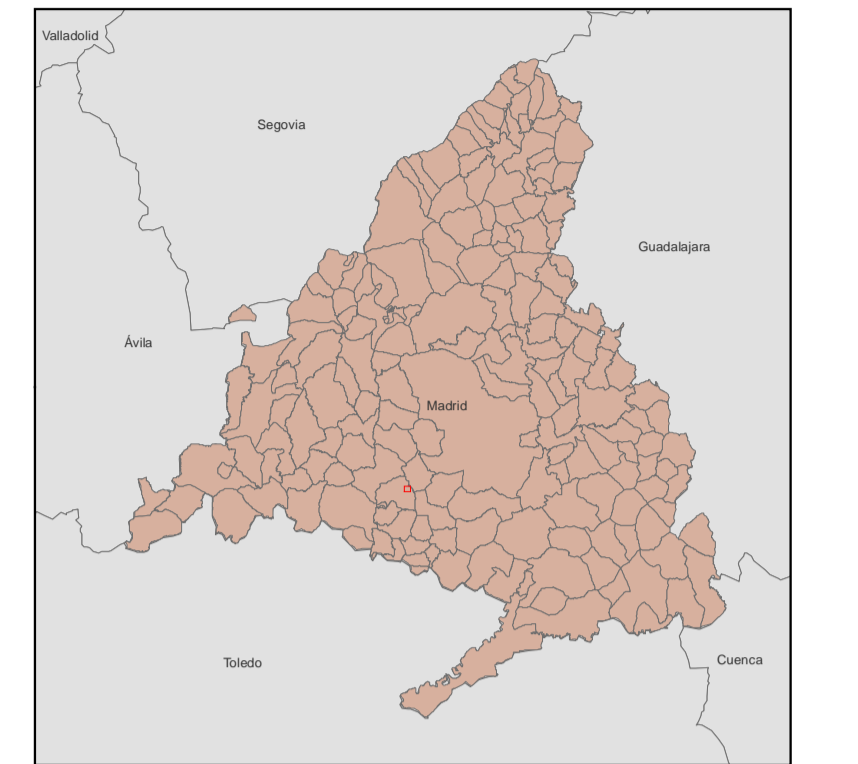 Valladolid
Segovia
Guadalajara
Ávila
Madrid
Toledo
Cuenca